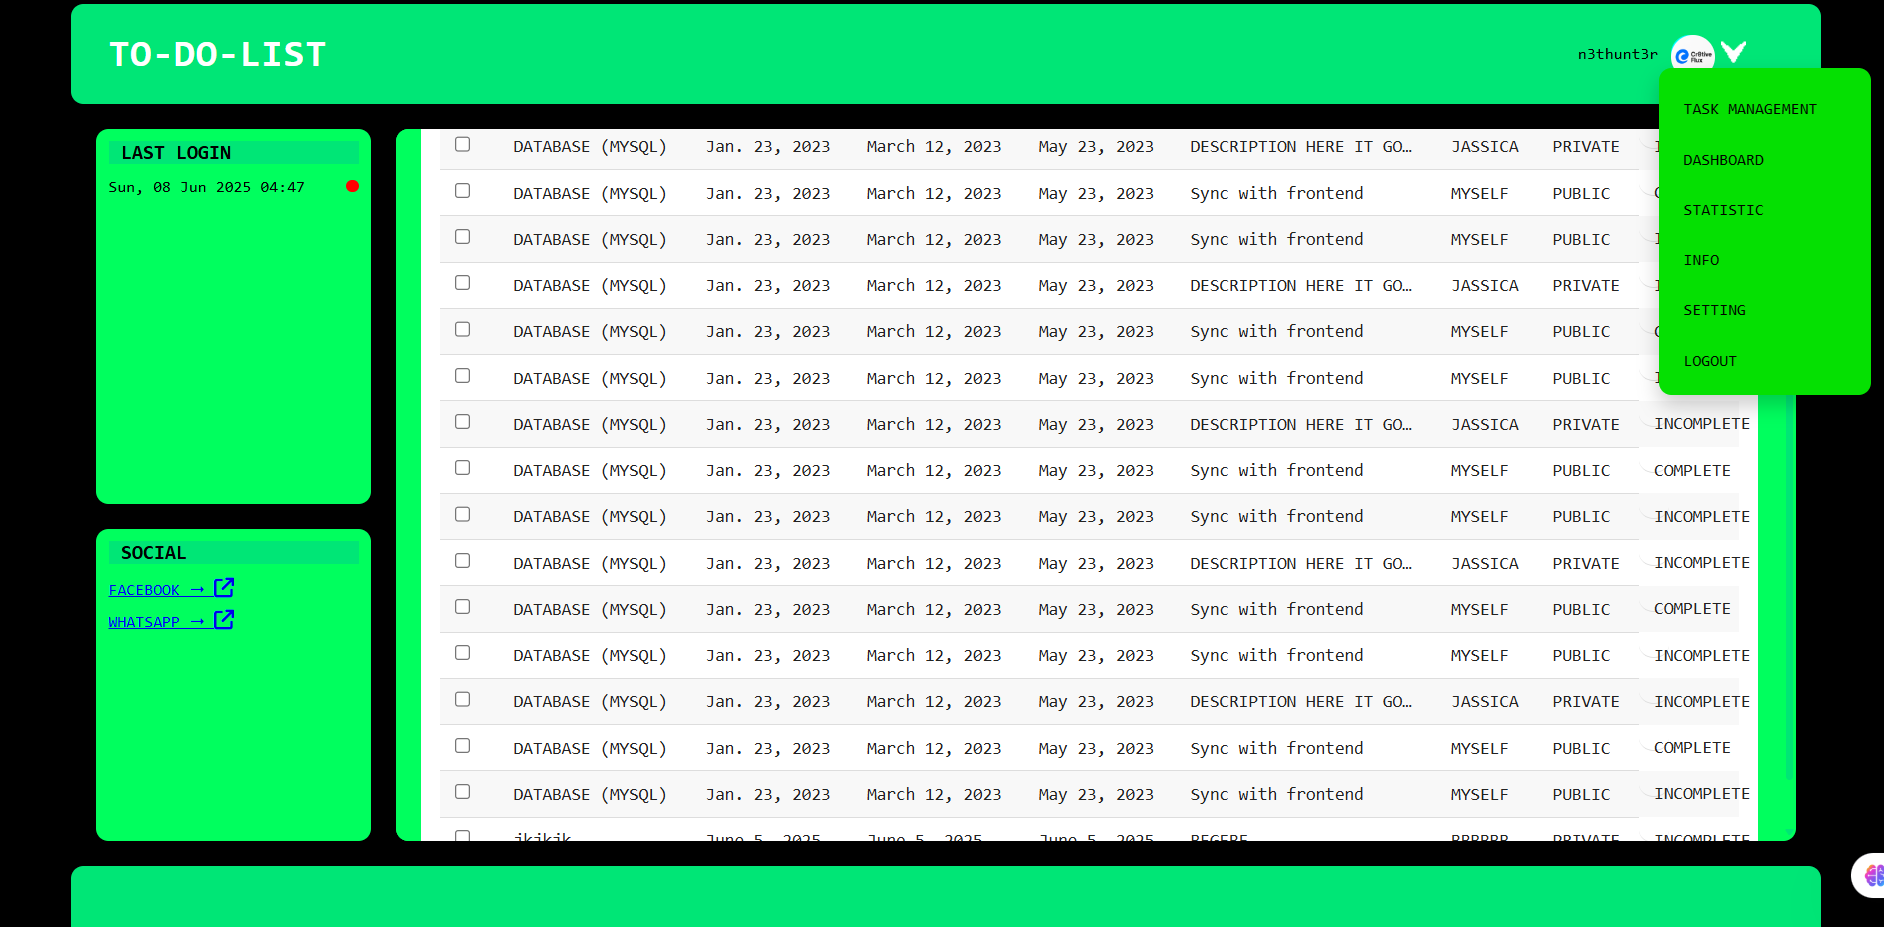 TO-DO-LIST
n3thunt3r
Cr8tive
Flux
TASK MANAGEMENT
DASHBOARD
STATISTIC
INFO
SETTING
LOGOUT
LAST LOGIN
Sun, 08 Jun 2025 04:47
SOCIAL
FACEBOOK →
WHATSAPP →
DATABASE (MYSQL) Jan. 23, 2023 March 12, 2023 May 23, 2023 DESCRIPTION HERE IT GO… JASSICA PRIVATE
DATABASE (MYSQL) Jan. 23, 2023 March 12, 2023 May 23, 2023 Sync with frontend MYSELF PUBLIC
DATABASE (MYSQL) Jan. 23, 2023 March 12, 2023 May 23, 2023 Sync with frontend MYSELF PUBLIC
DATABASE (MYSQL) Jan. 23, 2023 March 12, 2023 May 23, 2023 DESCRIPTION HERE IT GO… JASSICA PRIVATE
DATABASE (MYSQL) Jan. 23, 2023 March 12, 2023 May 23, 2023 Sync with frontend MYSELF PUBLIC
DATABASE (MYSQL) Jan. 23, 2023 March 12, 2023 May 23, 2023 Sync with frontend MYSELF PUBLIC
DATABASE (MYSQL) Jan. 23, 2023 March 12, 2023 May 23, 2023 DESCRIPTION HERE IT GO… JASSICA PRIVATE INCOMPLETE
DATABASE (MYSQL) Jan. 23, 2023 March 12, 2023 May 23, 2023 Sync with frontend MYSELF PUBLIC COMPLETE
DATABASE (MYSQL) Jan. 23, 2023 March 12, 2023 May 23, 2023 Sync with frontend MYSELF PUBLIC INCOMPLETE
DATABASE (MYSQL) Jan. 23, 2023 March 12, 2023 May 23, 2023 DESCRIPTION HERE IT GO… JASSICA PRIVATE INCOMPLETE
DATABASE (MYSQL) Jan. 23, 2023 March 12, 2023 May 23, 2023 Sync with frontend MYSELF PUBLIC COMPLETE
DATABASE (MYSQL) Jan. 23, 2023 March 12, 2023 May 23, 2023 Sync with frontend MYSELF PUBLIC INCOMPLETE
DATABASE (MYSQL) Jan. 23, 2023 March 12, 2023 May 23, 2023 DESCRIPTION HERE IT GO… JASSICA PRIVATE INCOMPLETE
DATABASE (MYSQL) Jan. 23, 2023 March 12, 2023 May 23, 2023 Sync with frontend MYSELF PUBLIC COMPLETE
DATABASE (MYSQL) Jan. 23, 2023 March 12, 2023 May 23, 2023 Sync with frontend MYSELF PUBLIC INCOMPLETE
June 5, 2025 June 5, 2025 June 5, 2025 PRIVATE INCOMPLETE